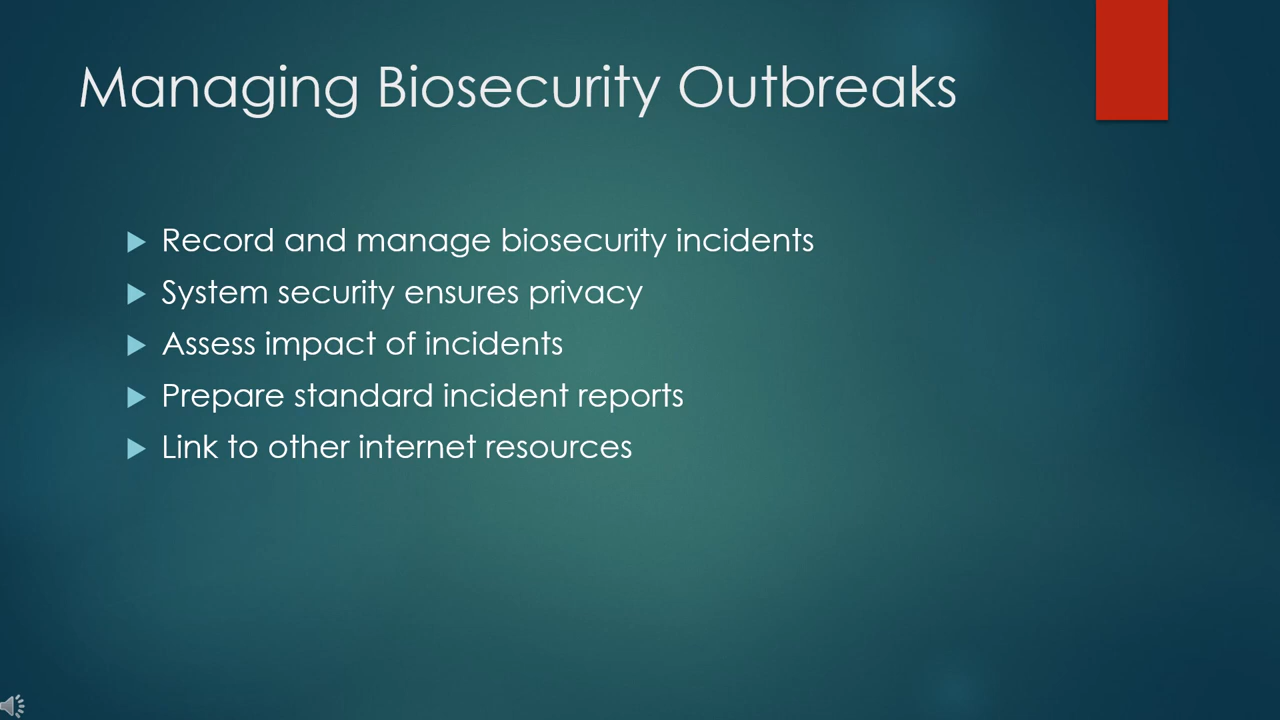 Managing Biosecurity Outbreaks
Record and manage biosecurity incidents
System security ensures privacy
Assess impact of incidents
Prepare standard incident reports
Link to other internet resources